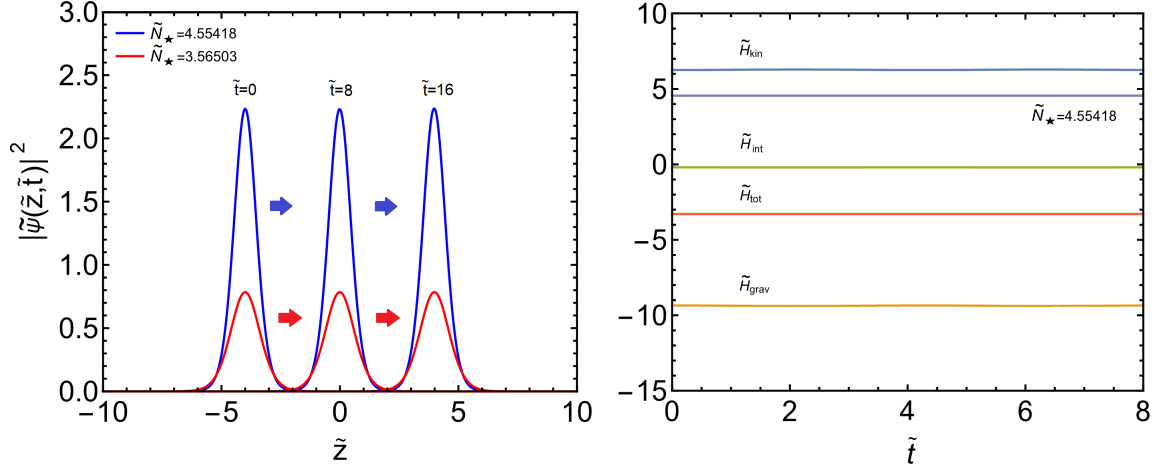 3.0
2.5
2.0
1.5
1.0
0.5
0.0
|ψ̃(z̃,t̃)|²
Ñ★=4.55418
Ñ★=3.56503
t̃=0 t̃=8 t̃=16
−10 −5 0 5 10
z̃
10
5
0
−5
−10
−15
H̃kin
Ñ★=4.55418
H̃int
H̃tot
H̃grav
0 2 4 6 8
t̃